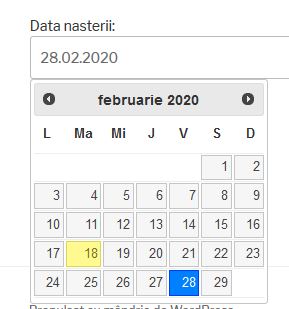 Data nasterii:
28.02.2020
februarie 2020
L Ma Mi J V S D
1 2
3 4 5 6 7 8 9
10 11 12 13 14 15 16
17 18 19 20 21 22 23
24 25 26 27 28 29